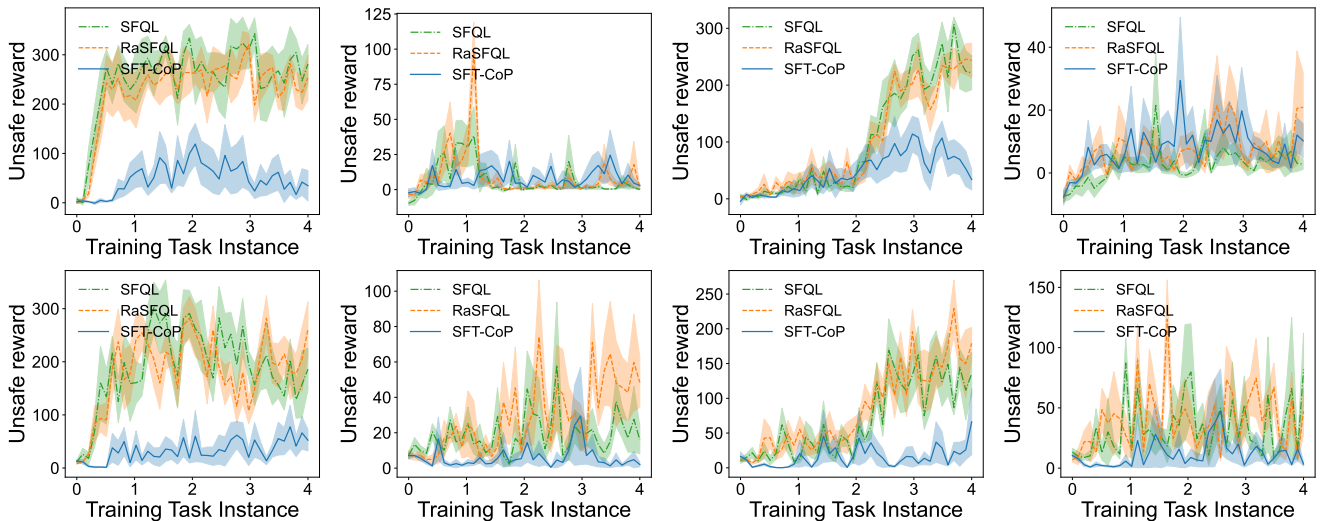 SFQL
RaSFQL
SFT-CoP
300
200
100
0
0
1
2
3
4
Unsafe reward
Training Task Instance
SFQL
RaSFQL
SFT-CoP
125
100
75
50
25
0
0
1
2
3
4
Unsafe reward
Training Task Instance
SFQL
RaSFQL
SFT-CoP
300
200
100
0
0
1
2
3
4
Unsafe reward
Training Task Instance
SFQL
RaSFQL
SFT-CoP
40
20
0
0
1
2
3
4
Unsafe reward
Training Task Instance
SFQL
RaSFQL
SFT-CoP
300
200
100
0
0
1
2
3
4
Unsafe reward
Training Task Instance
SFQL
RaSFQL
SFT-CoP
100
80
60
40
20
0
0
1
2
3
4
Unsafe reward
Training Task Instance
SFQL
RaSFQL
SFT-CoP
250
200
150
100
50
0
0
1
2
3
4
Unsafe reward
Training Task Instance
SFQL
RaSFQL
SFT-CoP
150
100
50
0
0
1
2
3
4
Unsafe reward
Training Task Instance